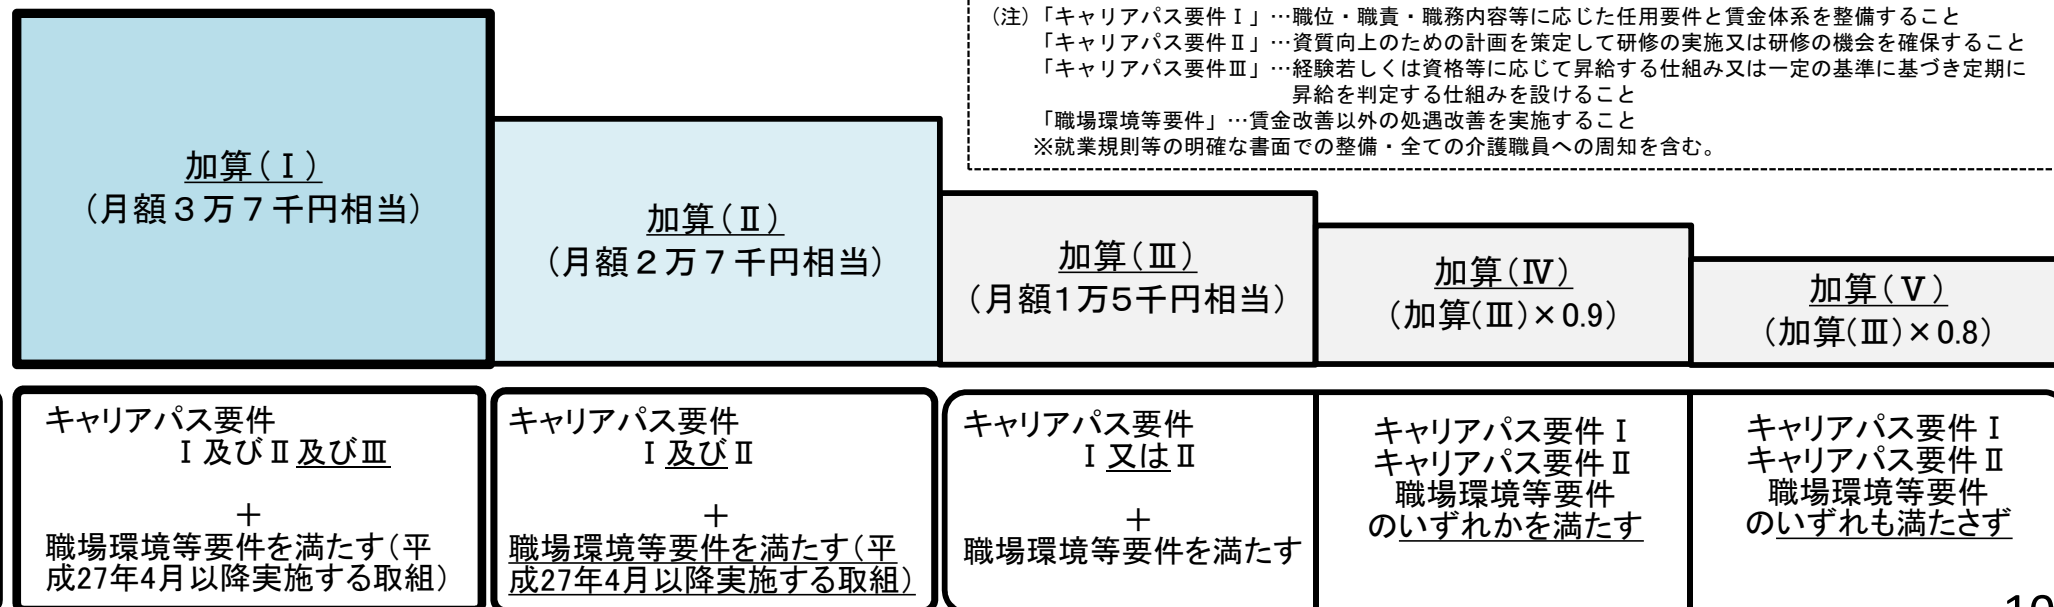 (注)「キャリアパス要件Ⅰ」…職位・職責・職務内容等に応じた任用要件と賃金体系を整備すること
「キャリアパス要件Ⅱ」…資質向上のための計画を策定して研修の実施又は研修の機会を確保すること
「キャリアパス要件Ⅲ」…経験若しくは資格等に応じて昇給する仕組み又は一定の基準に基づき定期に
昇給を判定する仕組みを設けること
「職場環境等要件」…賃金改善以外の処遇改善を実施すること
※就業規則等の明確な書面での整備・全ての介護職員への周知を含む。
加算(Ⅰ)
(月額3万7千円相当)
加算(Ⅱ)
(月額2万7千円相当)
加算(Ⅲ)
(月額1万5千円相当)
加算(Ⅳ)
(加算(Ⅲ)×0.9)
加算(Ⅴ)
(加算(Ⅲ)×0.8)
キャリアパス要件
Ⅰ及びⅡ及びⅢ
+
職場環境等要件を満たす(平
成27年4月以降実施する取組)
キャリアパス要件
Ⅰ及びⅡ
+
職場環境等要件を満たす(平
成27年4月以降実施する取組)
キャリアパス要件
Ⅰ又はⅡ
+
職場環境等要件を満たす
キャリアパス要件Ⅰ
キャリアパス要件Ⅱ
職場環境等要件
のいずれかを満たす
キャリアパス要件Ⅰ
キャリアパス要件Ⅱ
職場環境等要件
のいずれも満たさず